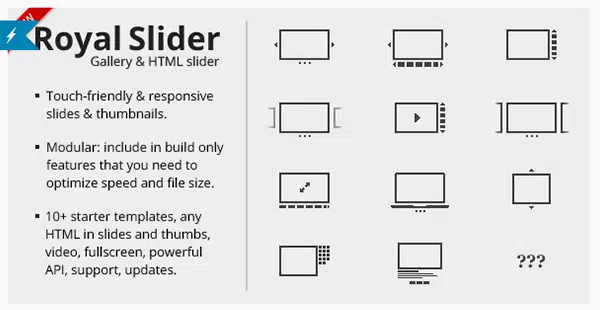 Royal Slider
Gallery & HTML slider
Touch-friendly & responsive
slides & thumbnails.
Modular: include in build only
features that you need to
optimize speed and file size.
10+ starter templates, any
HTML in slides and thumbs,
video, fullscreen, powerful
API, support, updates.
???